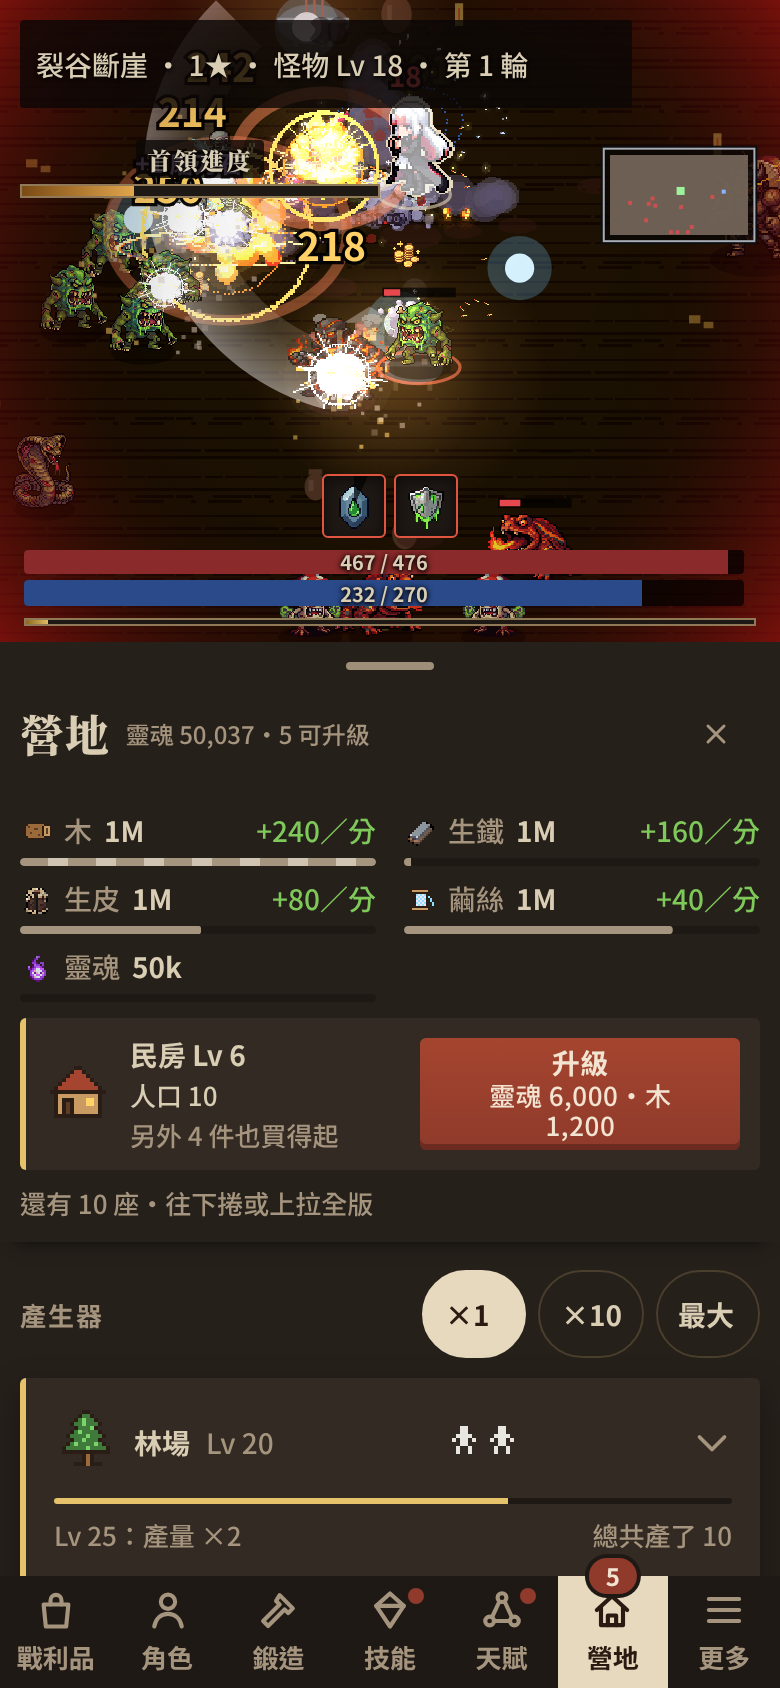 裂谷斷崖 · 1★ · 怪物 Lv 18 · 第 1 輪
214
首領進度
218
467 / 476
232 / 270
營地 靈魂 50,037 · 5 可升級
木 1M +240／分
生鐵 1M +160／分
生皮 1M +80／分
繭絲 1M +40／分
靈魂 50k
民房 Lv 6
人口 10
另外 4 件也買得起
升級
靈魂 6,000 · 木
1,200
還有 10 座 · 往下捲或上拉全版
產生器 ×1 ×10 最大
林場 Lv 20
Lv 25：產量 ×2 總共產了 10
5
戰利品 角色 鍛造 技能 天賦 營地 更多